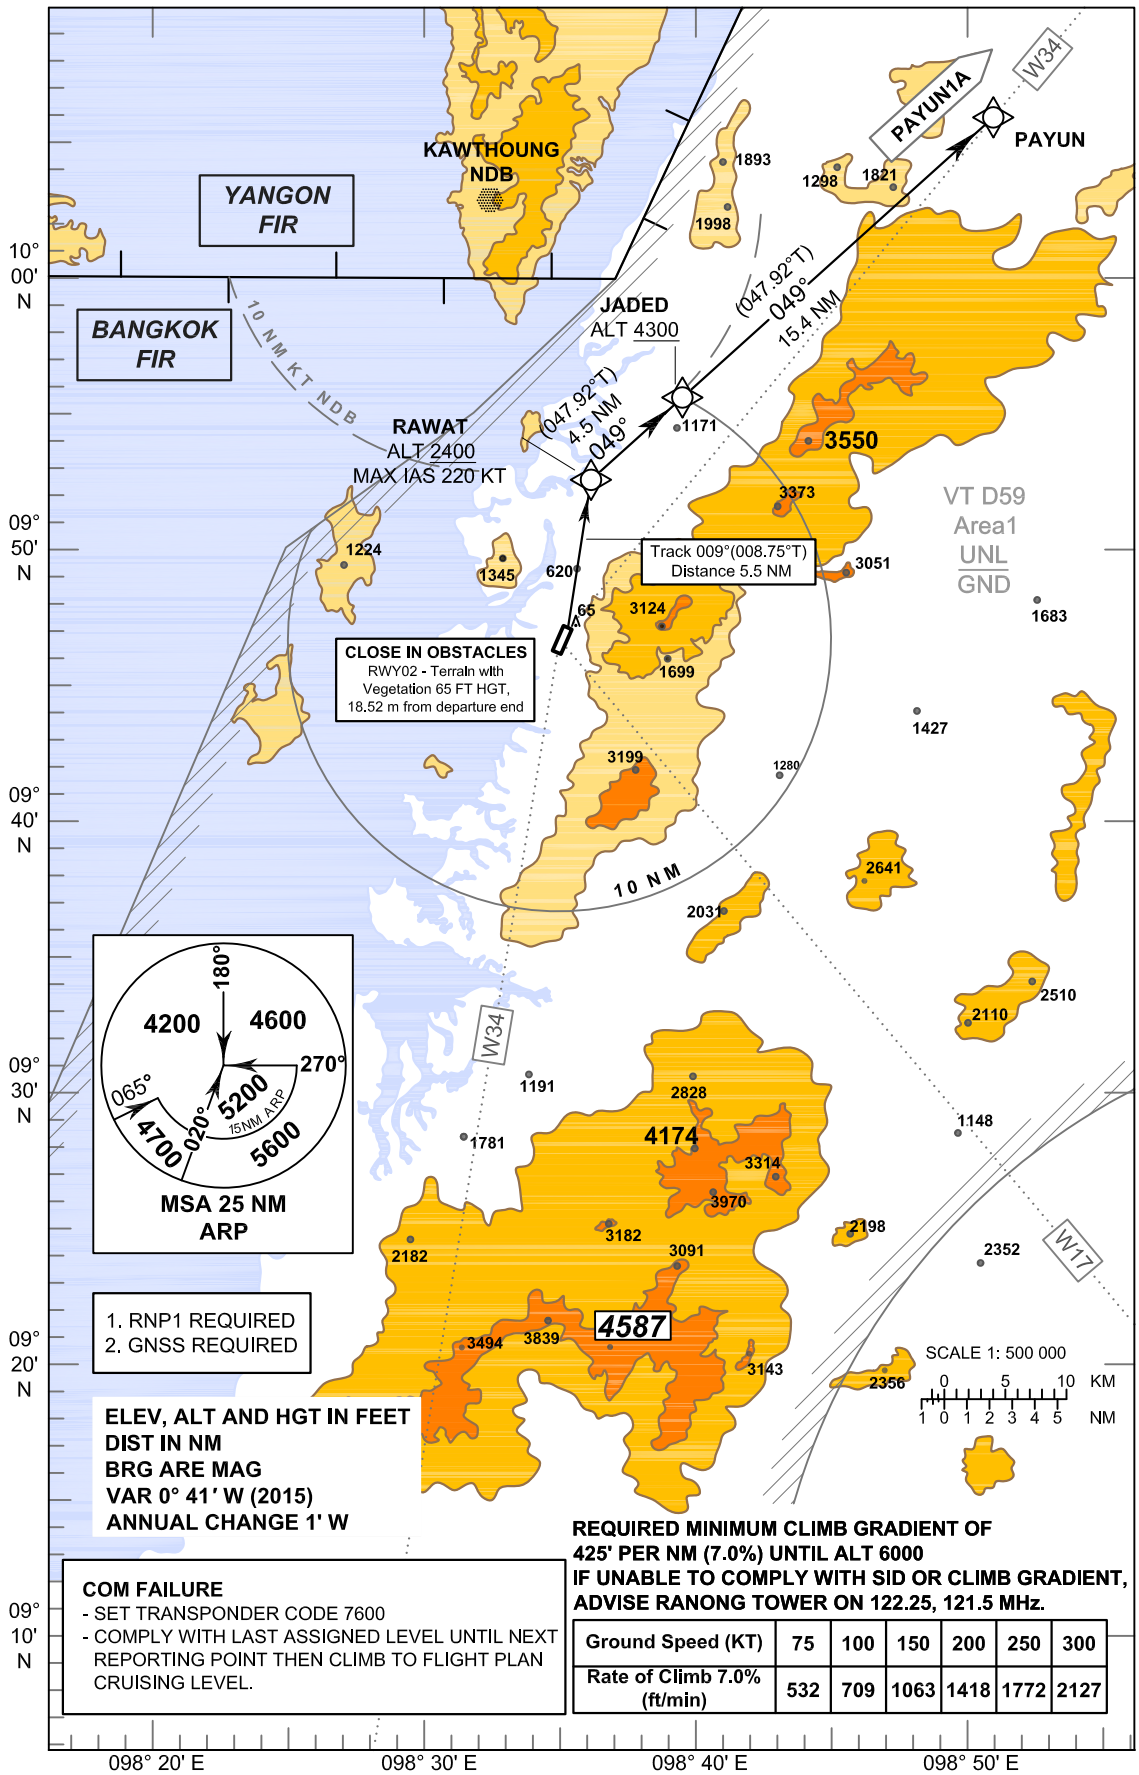 W34
PAYUN1A
PAYUN
KAWTHOUNG
NDB
1893
1298
1821
1998
YANGON
FIR
10°
00'
N
BANGKOK
FIR
10 NM KT NDB
JADED
ALT 4300
(047.92°T)
049°
15.4 NM
RAWAT
ALT 2400
MAX IAS 220 KT
(047.92°T)
4.5 NM
049°
1171
3550
3373
VT D59
Area1
UNL
GND
09°
50'
N
1224
1345
620
Track 009°(008.75°T)
Distance 5.5 NM
3051
1683
65
3124
1699
CLOSE IN OBSTACLES
RWY02 - Terrain with
Vegetation 65 FT HGT,
18.52 m from departure end
1427
3199
1280
09°
40'
N
10 NM
2641
2031
2510
2110
180°
4200
4600
270°
065°
5200
15NM ARP
020°
4700
5600
MSA 25 NM
ARP
W34
09°
30'
N
1191
2828
1781
4174
1148
3314
3970
2182
3182
2198
3091
2352
W17
1. RNP1 REQUIRED
2. GNSS REQUIRED
4587
3494
3839
3143
2356
09°
20'
N
SCALE 1: 500 000
0 5 10 KM
1 0 1 2 3 4 5 NM
ELEV, ALT AND HGT IN FEET
DIST IN NM
BRG ARE MAG
VAR 0° 41' W (2015)
ANNUAL CHANGE 1' W
REQUIRED MINIMUM CLIMB GRADIENT OF
425' PER NM (7.0%) UNTIL ALT 6000
IF UNABLE TO COMPLY WITH SID OR CLIMB GRADIENT,
ADVISE RANONG TOWER ON 122.25, 121.5 MHz.
COM FAILURE
- SET TRANSPONDER CODE 7600
- COMPLY WITH LAST ASSIGNED LEVEL UNTIL NEXT
REPORTING POINT THEN CLIMB TO FLIGHT PLAN
CRUISING LEVEL.
09°
10'
N
Ground Speed (KT) 75 100 150 200 250 300
Rate of Climb 7.0%
(ft/min) 532 709 1063 1418 1772 2127
098° 20' E 098° 30' E 098° 40' E 098° 50' E